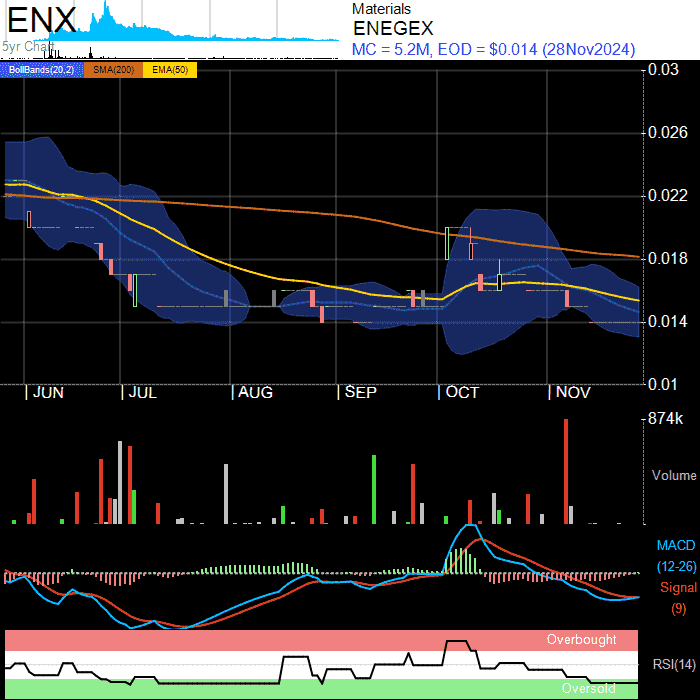 ENX
5yr Chart
Materials
ENEGEX
MC = 5.2M, EOD = $0.014 (28Nov2024)
BollBands(20,2) SMA(200) EMA(50)
0.03
0.026
0.022
0.018
0.014
0.01
JUN JUL AUG SEP OCT NOV
874k
Volume
MACD
(12-26)
Signal
(9)
Overbought
RSI(14)
Oversold